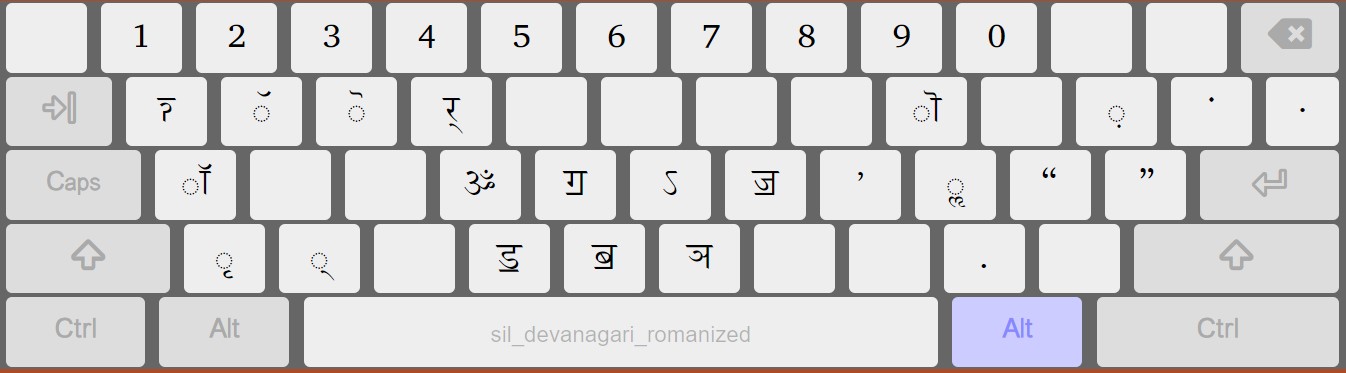 1 2 3 4 5 6 7 8 9 0
ॽ ◌ॅ ◌ॆ र् ◌ॊ ◌़ ˙ ·
Caps ◌ॉ ॐ ॻ ऽ ॼ ’ ◌ॢ “ ”
◌ृ ◌् ॾ ॿ ञ .
Ctrl Alt sil_devanagari_romanized Alt Ctrl